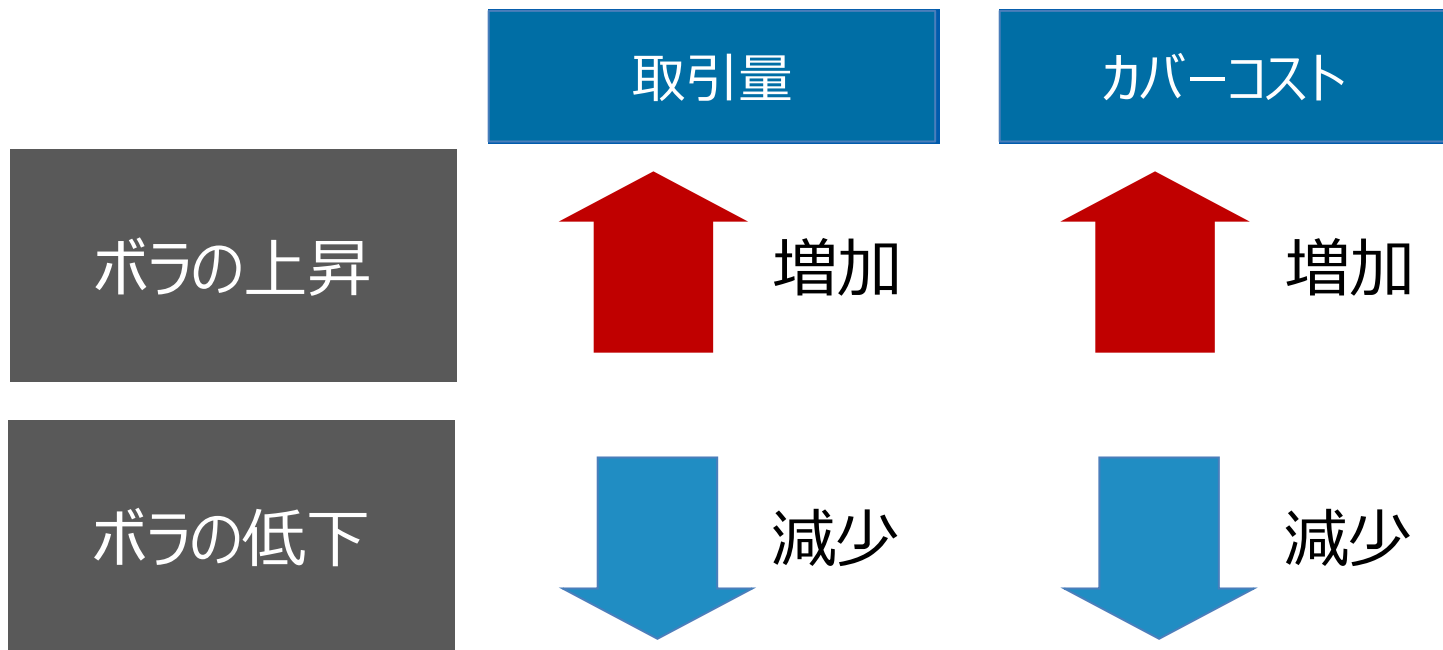 取引量
カバーコスト
ボラの上昇
増加
増加
ボラの低下
減少
減少